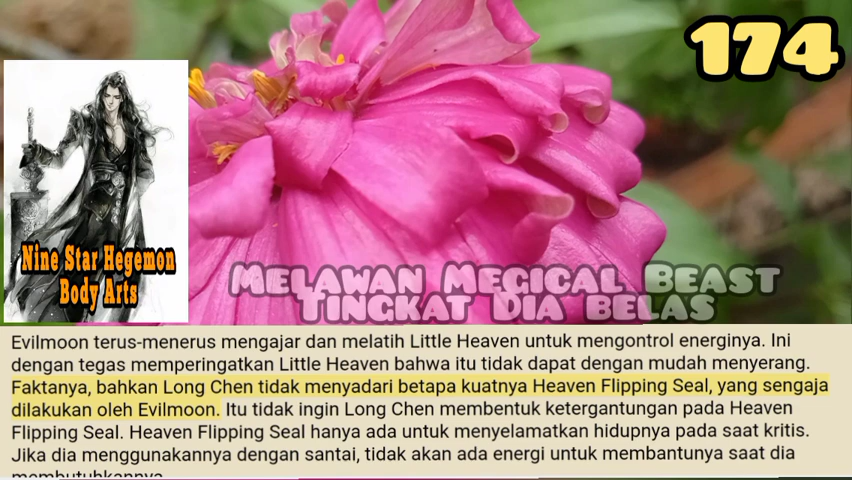 174
Nine Star Hegemon
Body Arts
Melawan Megical Beast
Tingkat Dia belas
Evilmoon terus-menerus mengajar dan melatih Little Heaven untuk mengontrol energinya. Ini
dengan tegas memperingatkan Little Heaven bahwa itu tidak dapat dengan mudah menyerang.
Faktanya, bahkan Long Chen tidak menyadari betapa kuatnya Heaven Flipping Seal, yang sengaja
dilakukan oleh Evilmoon. Itu tidak ingin Long Chen membentuk ketergantungan pada Heaven
Flipping Seal. Heaven Flipping Seal hanya ada untuk menyelamatkan hidupnya pada saat kritis.
Jika dia menggunakannya dengan santai, tidak akan ada energi untuk membantunya saat dia
membutuhkannya